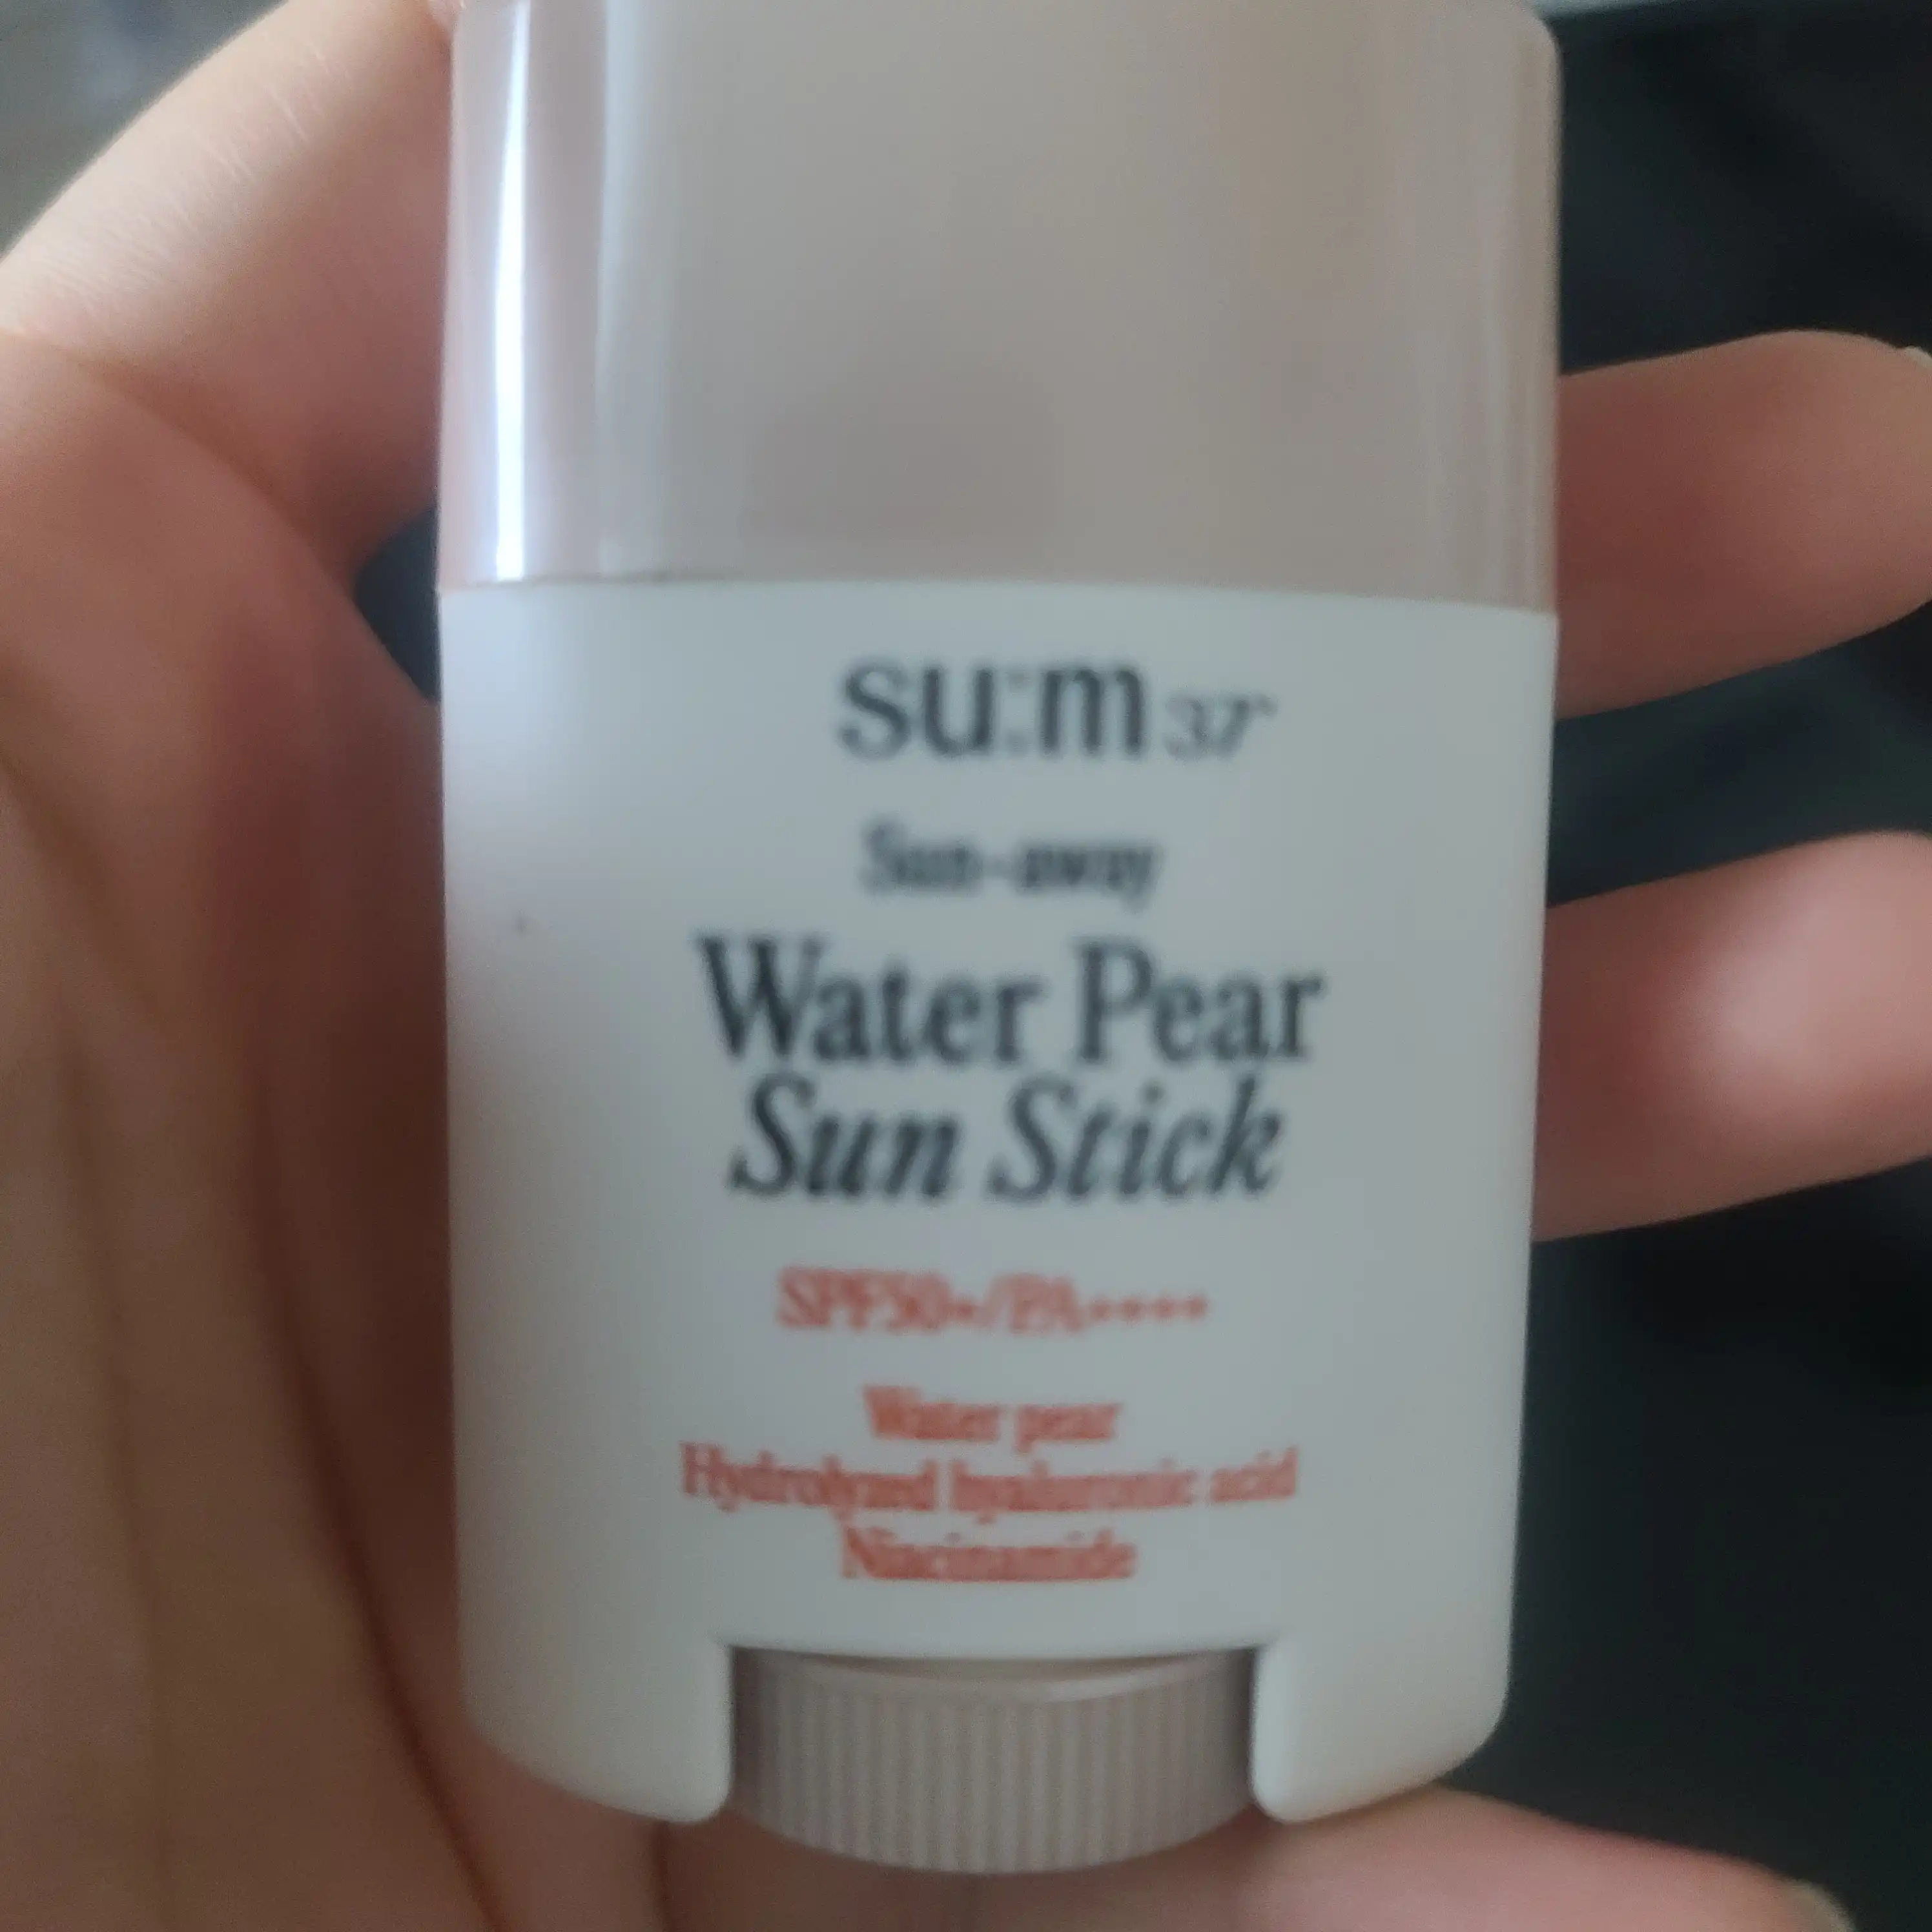 su:m37°
Sun-away
Water Pear
Sun Stick
SPF50+/PA++++
Water pear
Hydrolyzed hyaluronic acid
Niacinamide